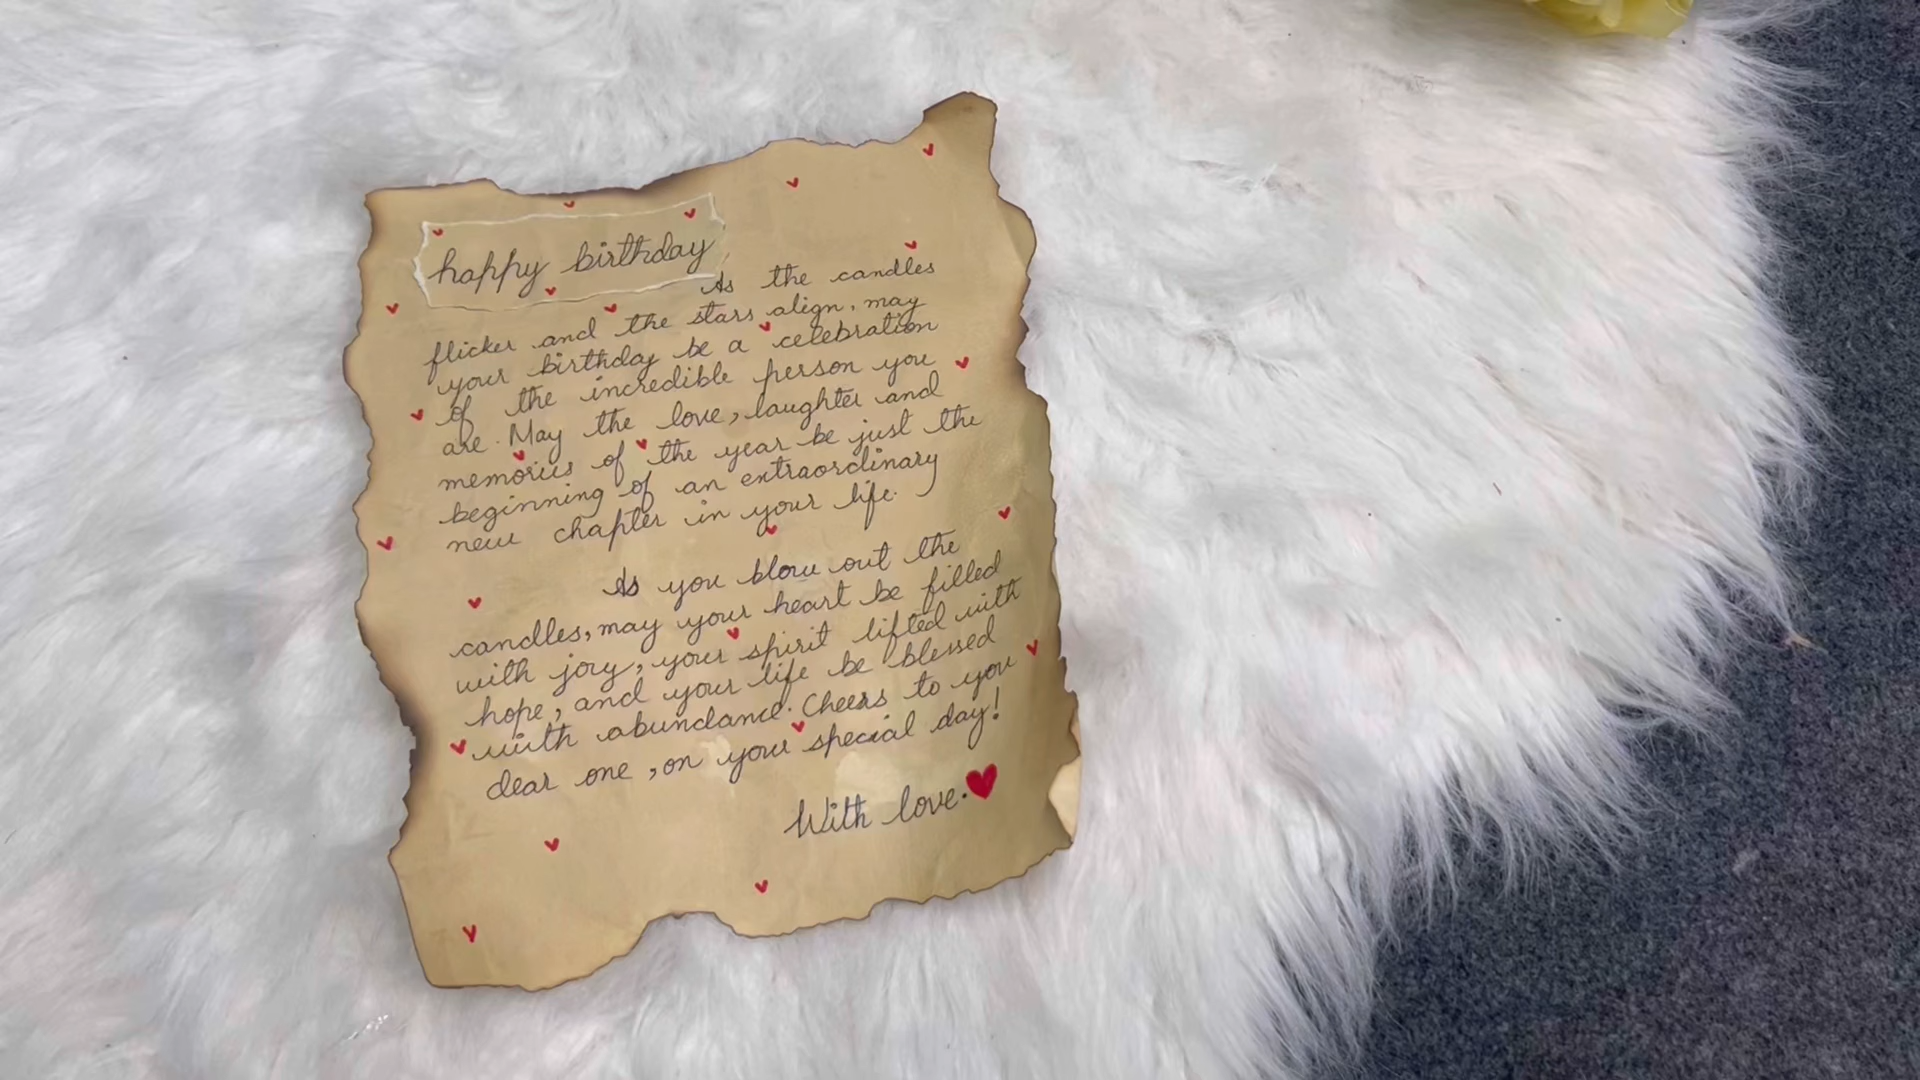 happy birthday
As the candles
flicker and the stars align, may
your birthday be a celebration
of the incredible person you
are. May the love, laughter and
memories of the year be just the
beginning of an extraordinary
new chapter in your life.
As you blow out the
candles, may your heart be filled
with joy, your spirit lifted with
hope, and your life be blessed
with abundance. Cheers to you
dear one, on your special day!
With love.